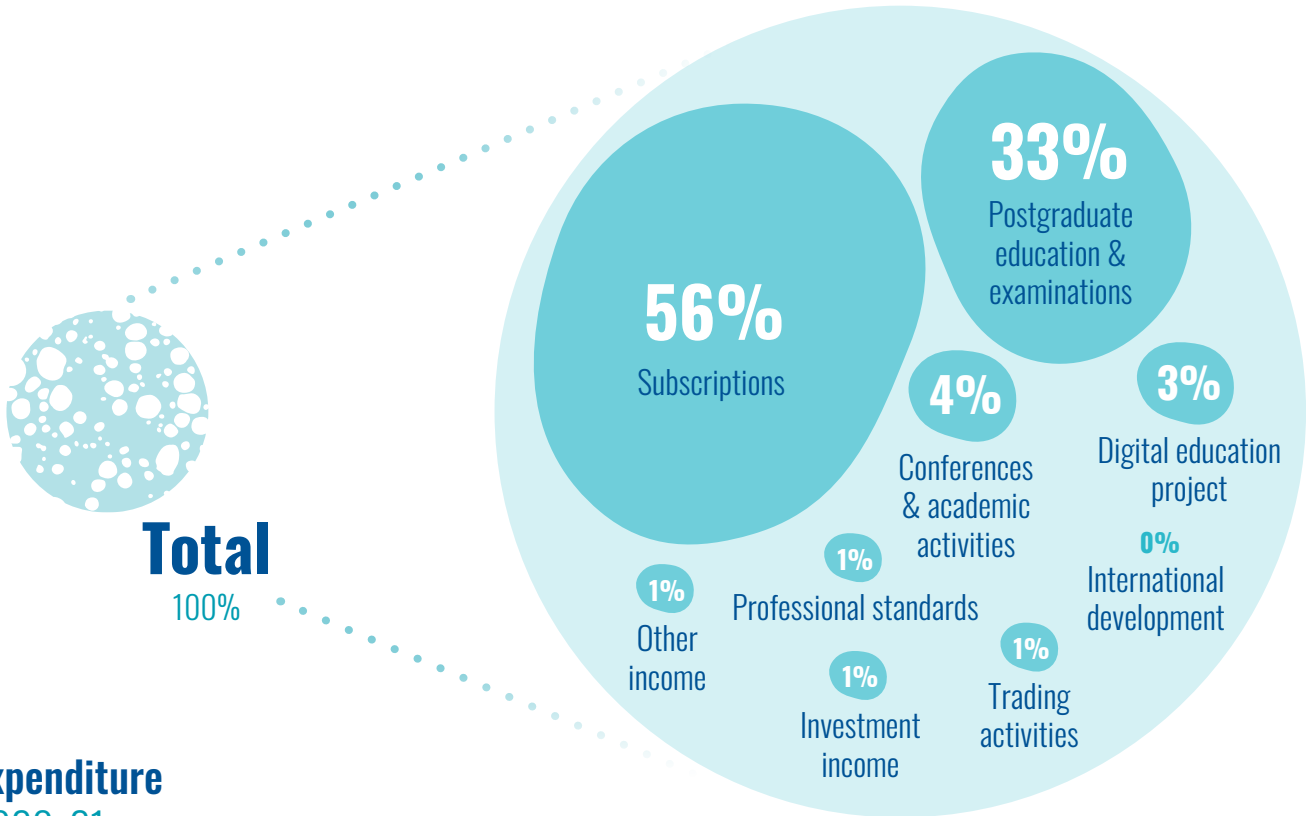 33%
Postgraduate
education &
examinations
56%
Subscriptions
4%
Conferences
& academic
activities
3%
Digital education
project
0%
International
development
1%
Professional standards
1%
Other
income
1%
Investment
income
1%
Trading
activities
Total
100%
xpenditure